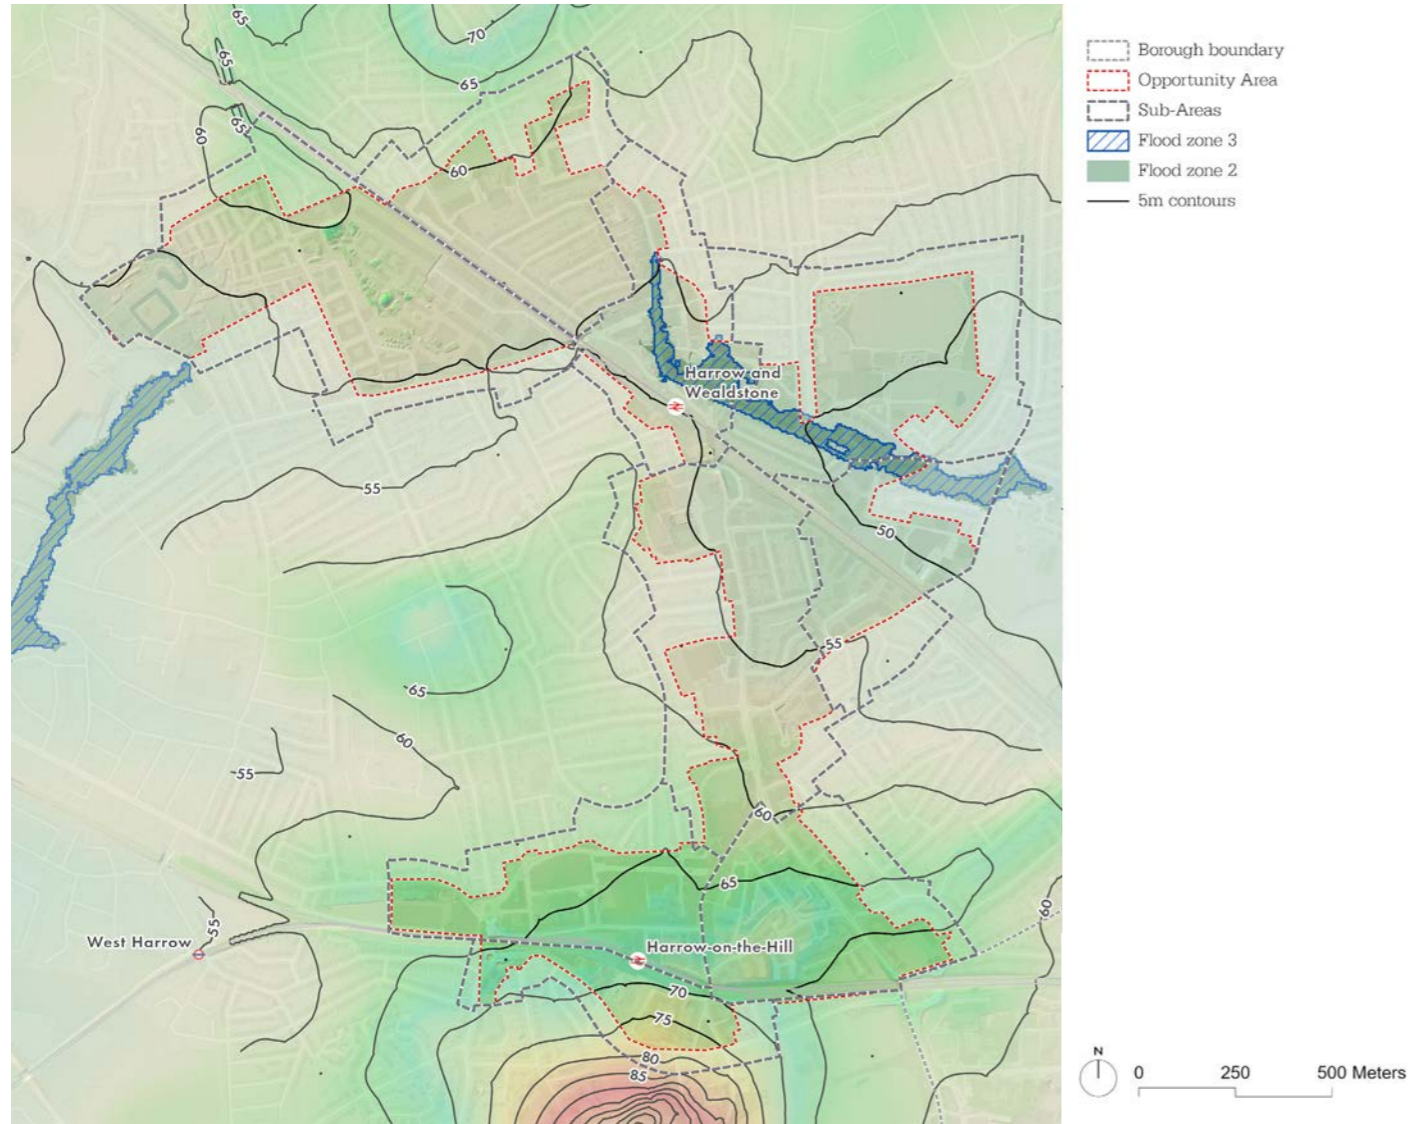 65
70
65
65
65
60
60
Harrow and
Wealdstone
55
50
55
65
60
55
60
65
60
55
West Harrow
Harrow-on-the-Hill
70
75
80
85
Borough boundary
Opportunity Area
Sub-Areas
Flood zone 3
Flood zone 2
5m contours
N
0 250 500 Meters